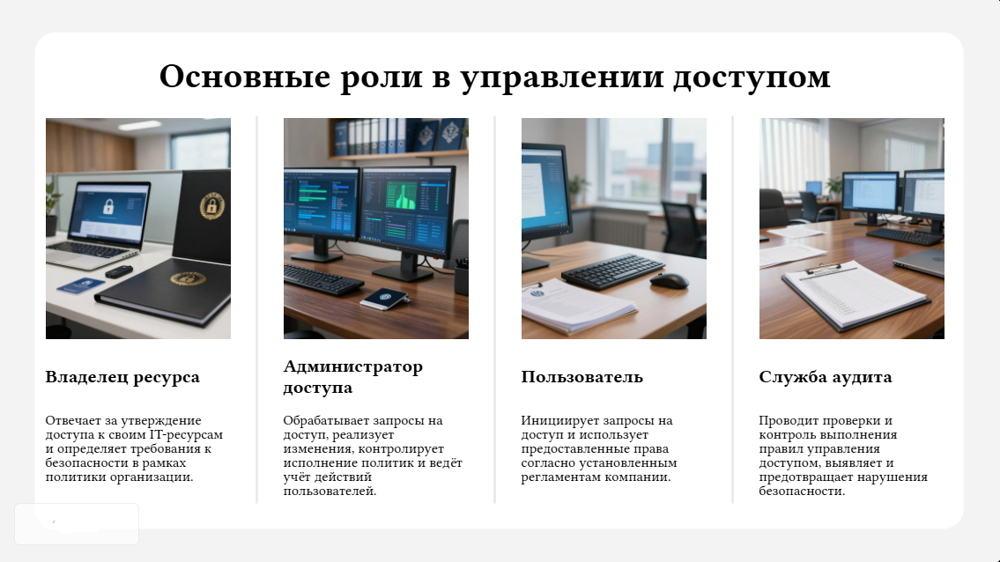 Основные роли в управлении доступом
Владелец ресурса
Отвечает за утверждение
доступа к своим IT-ресурсам
и определяет требования к
безопасности в рамках
политики организации.
Администратор
доступа
Обрабатывает запросы на
доступ, реализует
изменения, контролирует
исполнение политик и ведёт
учёт действий
пользователей.
Пользователь
Инициирует запросы на
доступ и использует
предоставленные права
согласно установленным
регламентам компании.
Служба аудита
Проводит проверки и
контроль выполнения
правил управления
доступом, выявляет и
предотвращает нарушения
безопасности.